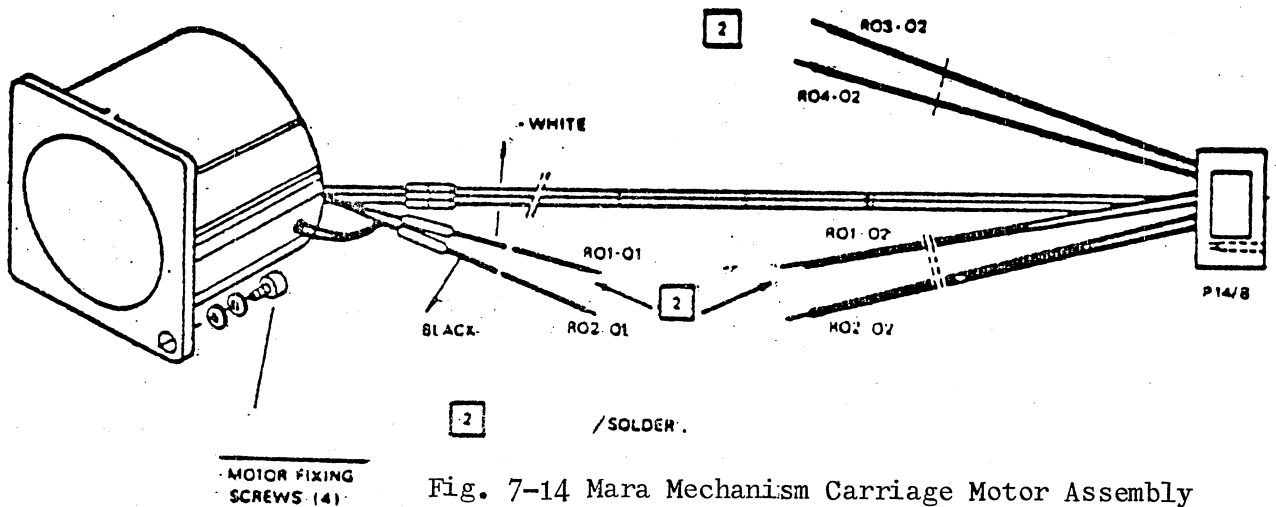 2
R03-02
R04-02
WHITE
R01-01
R01-02
2
BLACK
R02-01
R02-02
P14/8
2 /SOLDER.
MOTOR FIXING
SCREWS (4)
Fig. 7-14 Mara Mechanism Carriage Motor Assembly